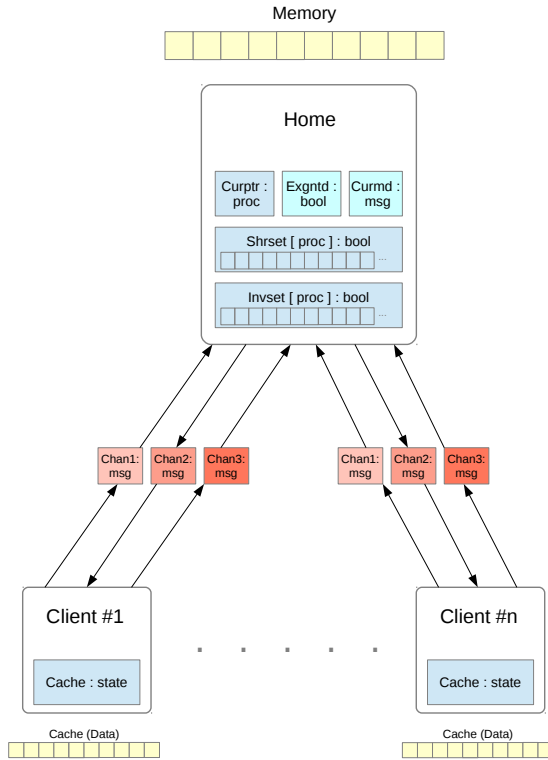 Memory
Home
Curptr : proc
Exgntd : bool
Curmd : msg
Shrset [ proc ] : bool
...
Invset [ proc ] : bool
...
Chan1: msg
Chan2: msg
Chan3: msg
Chan1: msg
Chan2: msg
Chan3: msg
Client #1
Cache : state
Cache (Data)
. . . . .
Client #n
Cache : state
Cache (Data)